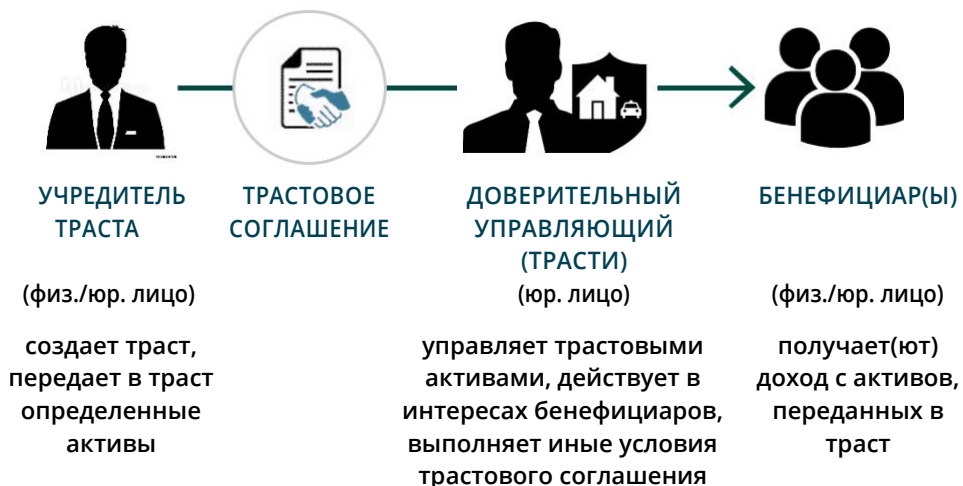 УЧРЕДИТЕЛЬ
ТРАСТА
(физ./юр. лицо)
создает траст,
передает в траст
определенные
активы
ТРАСТОВОЕ
СОГЛАШЕНИЕ
ДОВЕРИТЕЛЬНЫЙ
УПРАВЛЯЮЩИЙ
(ТРАСТИ)
(юр. лицо)
управляет трастовыми
активами, действует в
интересах бенефициаров,
выполняет иные условия
трастового соглашения
БЕНЕФИЦИАР(Ы)
(физ./юр. лицо)
получает(ют)
доход с активов,
переданных в
траст